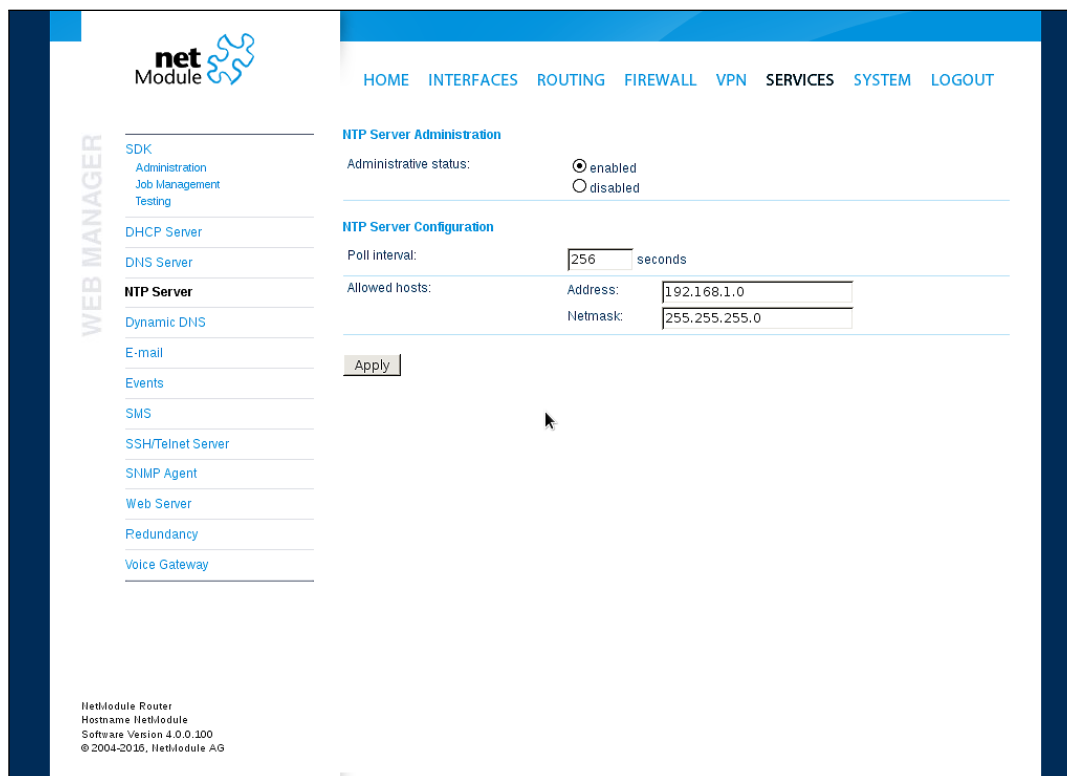 net
Module
HOME INTERFACES ROUTING FIREWALL VPN SERVICES SYSTEM LOGOUT
WEB MANAGER
SDK
Administration
Job Management
Testing
DHCP Server
DNS Server
NTP Server
Dynamic DNS
E-mail
Events
SMS
SSH/Telnet Server
SNMP Agent
Web Server
Redundancy
Voice Gateway
NTP Server Administration
Administrative status: enabled
disabled
NTP Server Configuration
Poll interval: 256 seconds
Allowed hosts: Address: 192.168.1.0
Netmask: 255.255.255.0
Apply
NetModule Router
Hostname NetModule
Software Version 4.0.0.100
© 2004-2016, NetModule AG